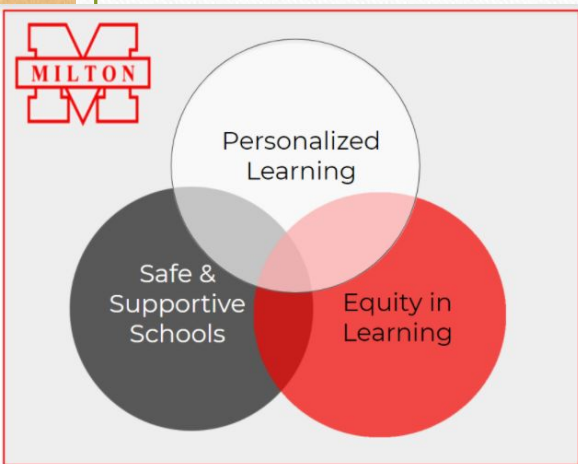 MILTON
Personalized
Learning
Safe &
Supportive
Schools
Equity in
Learning